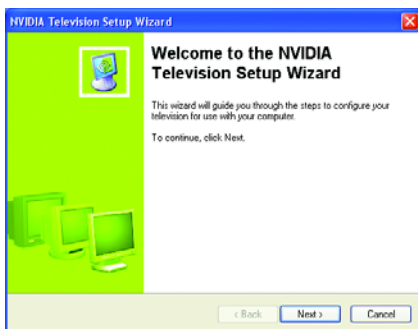 NVIDIA Television Setup Wizard
Welcome to the NVIDIA
Television Setup Wizard
This wizard will guide you through the steps to configure your
television for use with your computer.
To continue, click Next.
< Back
Next >
Cancel